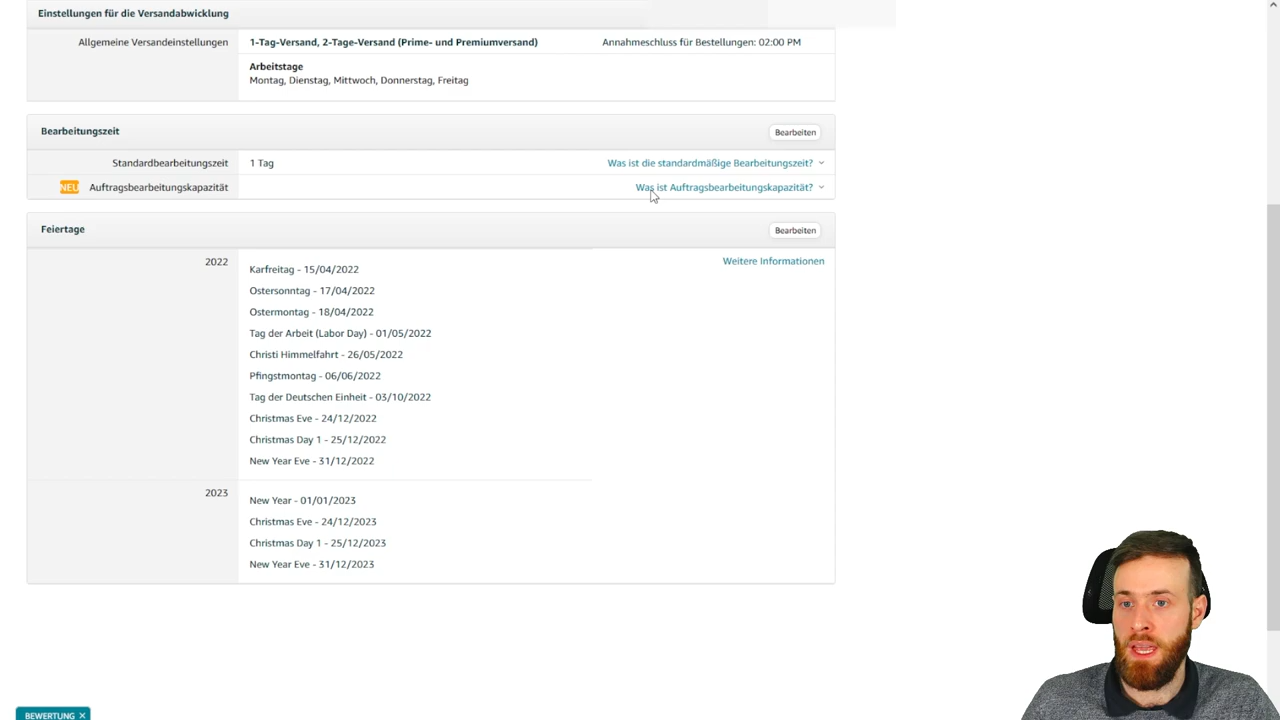 Einstellungen für die Versandabwicklung
Allgemeine Versandeinstellungen 1-Tag-Versand, 2-Tage-Versand (Prime- und Premiumversand) Annahmeschluss für Bestellungen: 02:00 PM
Arbeitstage
Montag, Dienstag, Mittwoch, Donnerstag, Freitag
Bearbeitungszeit Bearbeiten
Standardbearbeitungszeit 1 Tag Was ist die standardmäßige Bearbeitungszeit?
NEU Auftragsbearbeitungskapazität Was ist Auftragsbearbeitungskapazität?
Feiertage Bearbeiten
2022 Weitere Informationen
Karfreitag - 15/04/2022
Ostersonntag - 17/04/2022
Ostermontag - 18/04/2022
Tag der Arbeit (Labor Day) - 01/05/2022
Christi Himmelfahrt - 26/05/2022
Pfingstmontag - 06/06/2022
Tag der Deutschen Einheit - 03/10/2022
Christmas Eve - 24/12/2022
Christmas Day 1 - 25/12/2022
New Year Eve - 31/12/2022
2023
New Year - 01/01/2023
Christmas Eve - 24/12/2023
Christmas Day 1 - 25/12/2023
New Year Eve - 31/12/2023
BEWERTUNG ×